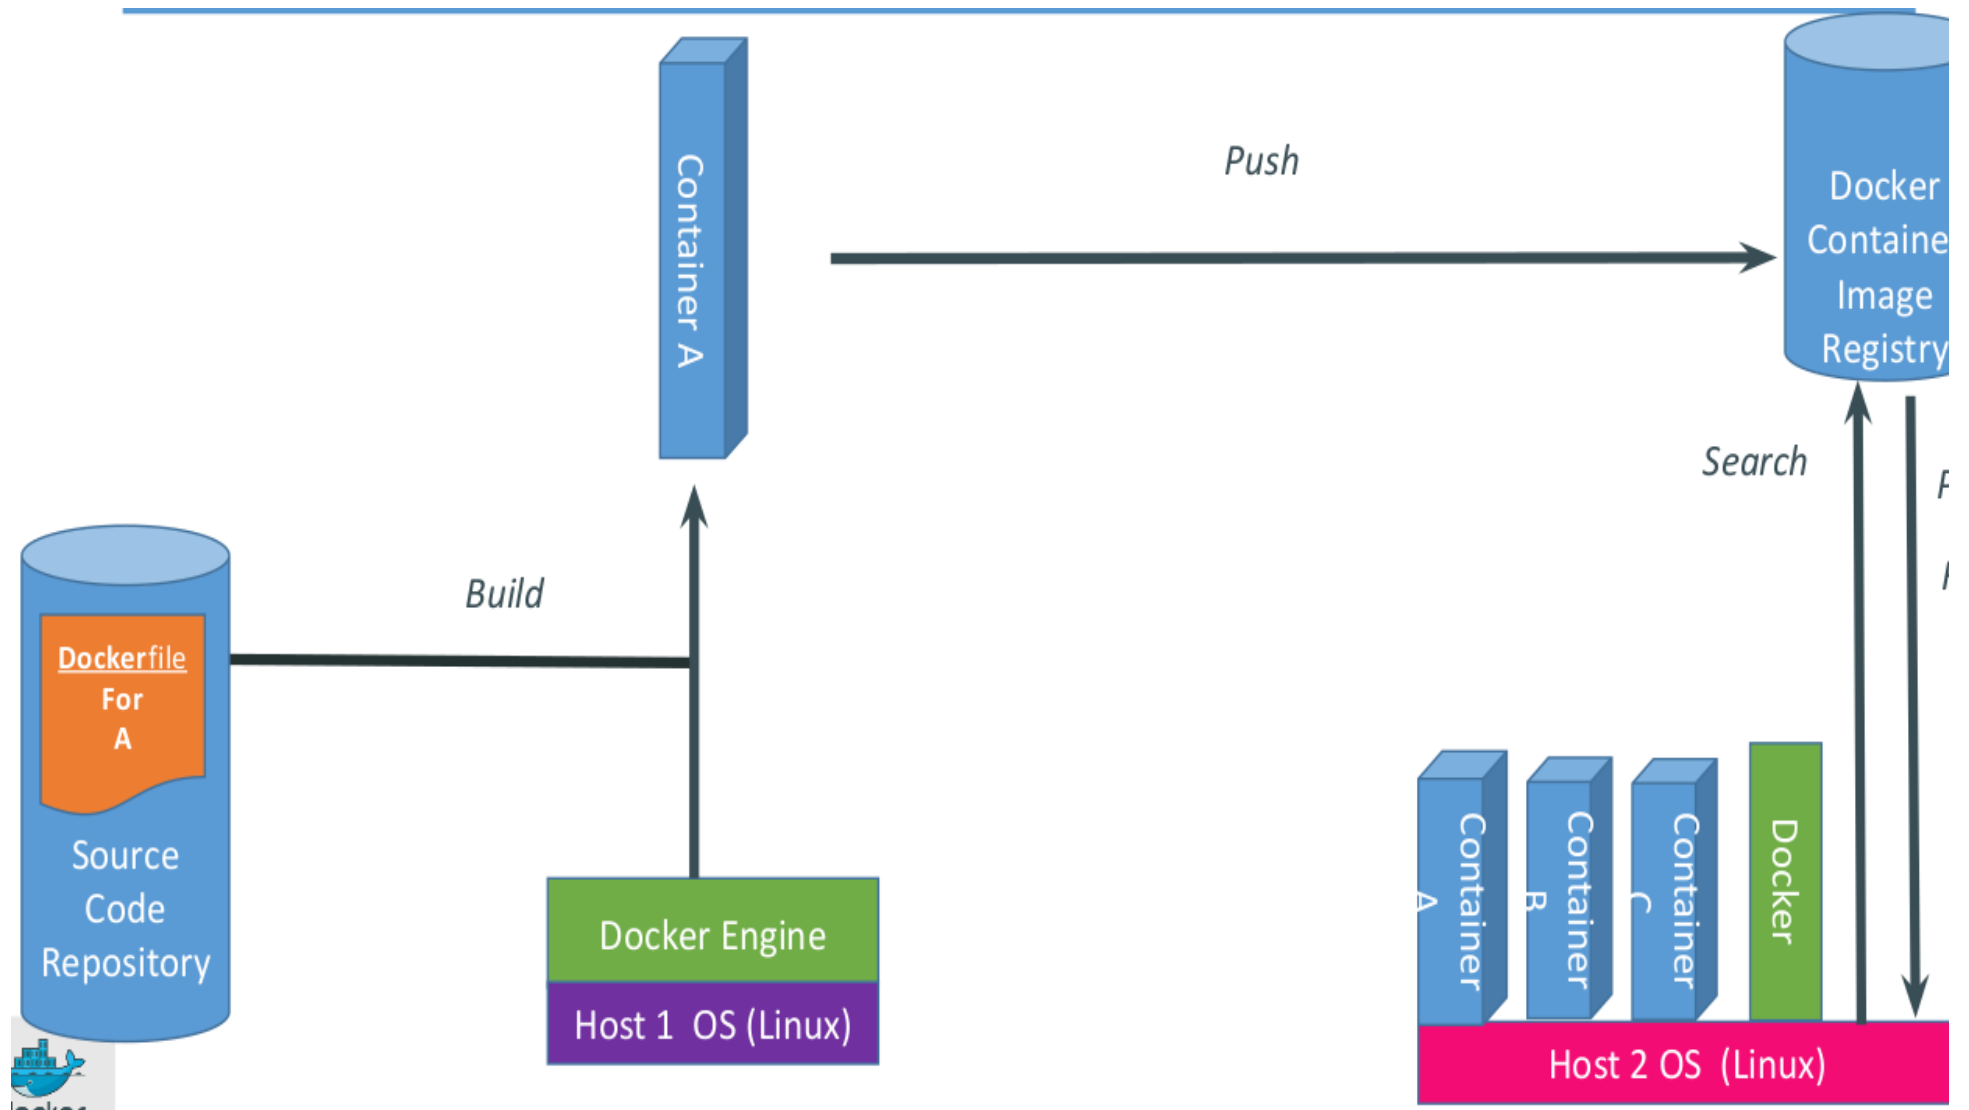 Container A
Push
Docker
Containe
Image
Registry
Search
Build
Dockerfile
For
A
Source
Code
Repository
Docker Engine
Host 1 OS (Linux)
Container
A
Container
B
Container
C
Docker
Host 2 OS (Linux)